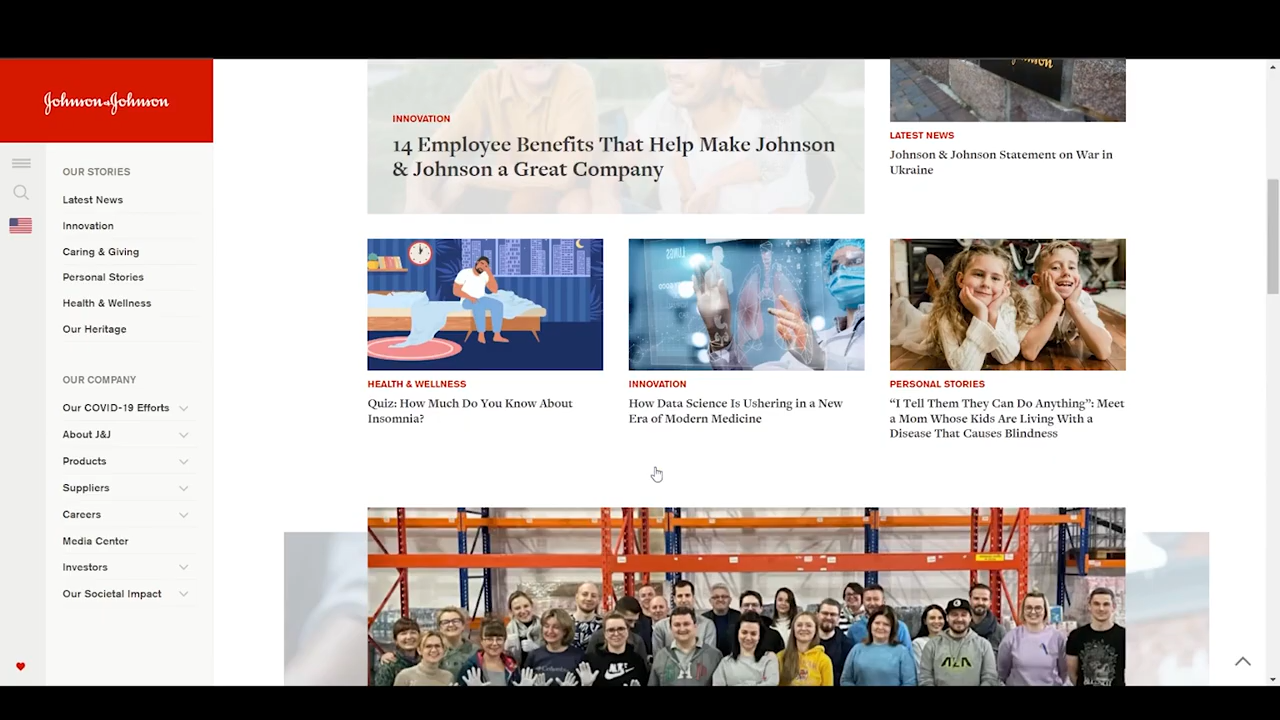 Johnson & Johnson
OUR STORIES
Latest News
Innovation
Caring & Giving
Personal Stories
Health & Wellness
Our Heritage
OUR COMPANY
Our COVID-19 Efforts
About J&J
Products
Suppliers
Careers
Media Center
Investors
Our Societal Impact
INNOVATION
14 Employee Benefits That Help Make Johnson
& Johnson a Great Company
LATEST NEWS
Johnson & Johnson Statement on War in
Ukraine
HEALTH & WELLNESS
Quiz: How Much Do You Know About
Insomnia?
INNOVATION
How Data Science Is Ushering in a New
Era of Modern Medicine
PERSONAL STORIES
“I Tell Them They Can Do Anything”: Meet
a Mom Whose Kids Are Living With a
Disease That Causes Blindness